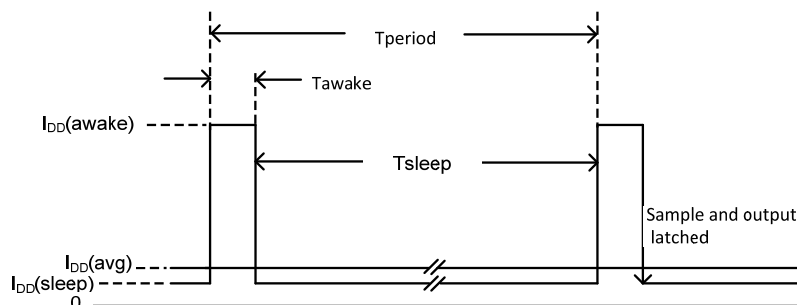 Tperiod
Tawake
IDD(awake)
Tsleep
Sample and output
latched
IDD(avg)
IDD(sleep)
0